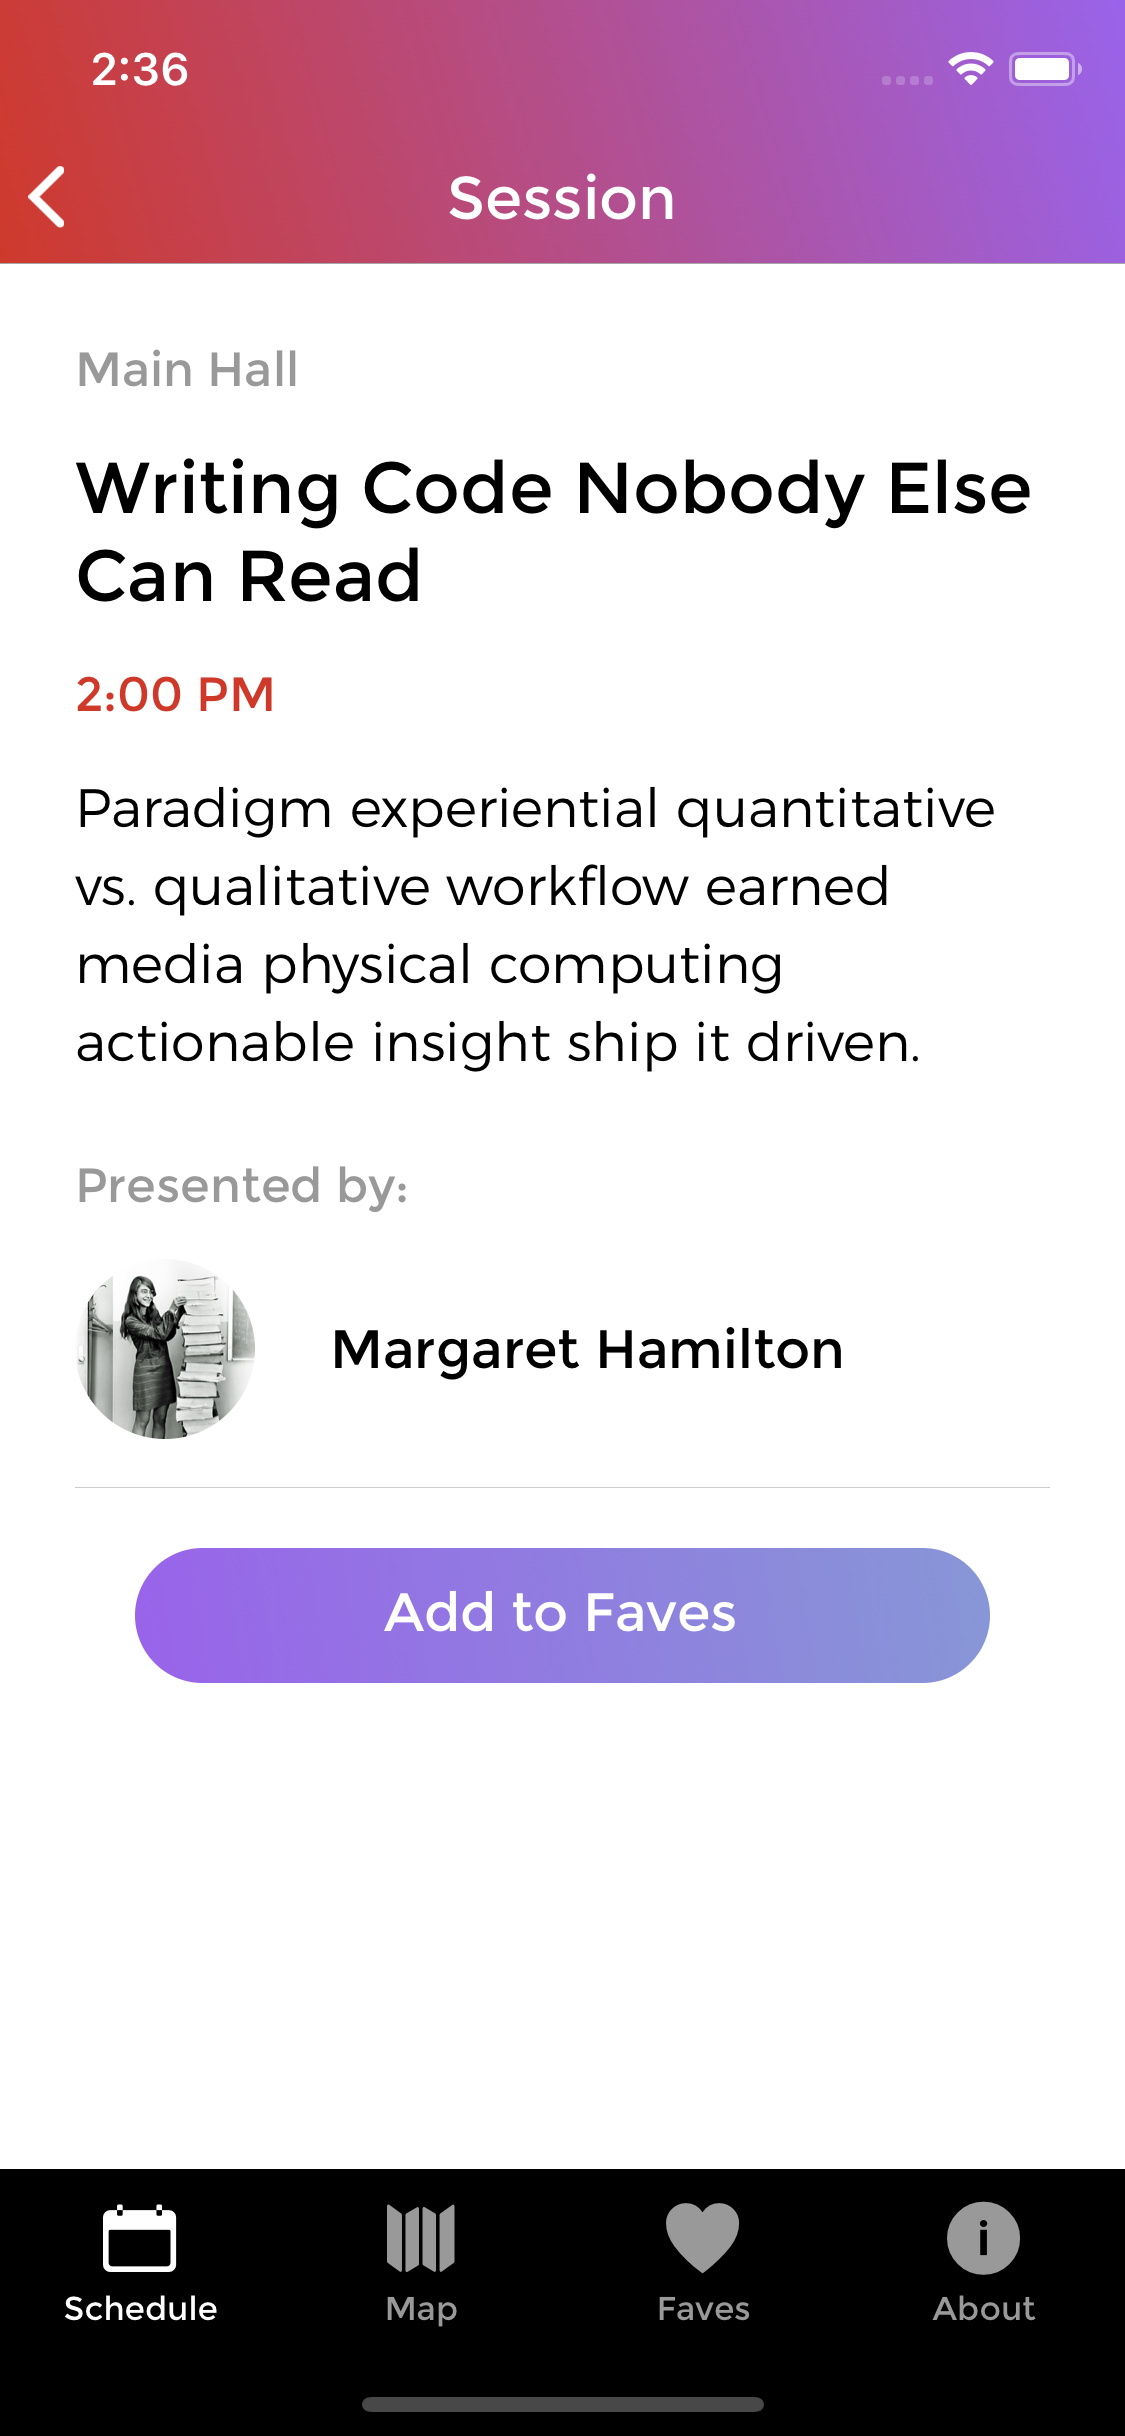 2:36
Session
Main Hall
Writing Code Nobody Else
Can Read
2:00 PM
Paradigm experiential quantitative
vs. qualitative workflow earned
media physical computing
actionable insight ship it driven.
Presented by:
Margaret Hamilton
Add to Faves
Schedule
Map
Faves
About